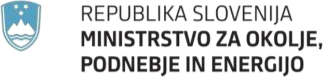 REPUBLIKA SLOVENIJA
MINISTRSTVO ZA OKOLJE,
PODNEBJE IN ENERGIJO